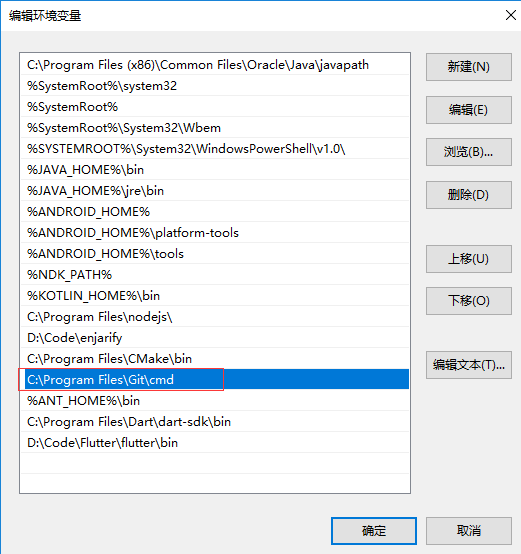 编辑环境变量
C:\Program Files (x86)\Common Files\Oracle\Java\javapath
%SystemRoot%\system32
%SystemRoot%
%SystemRoot%\System32\Wbem
%SYSTEMROOT%\System32\WindowsPowerShell\v1.0\
%JAVA_HOME%\bin
%JAVA_HOME%\jre\bin
%ANDROID_HOME%
%ANDROID_HOME%\platform-tools
%ANDROID_HOME%\tools
%NDK_PATH%
%KOTLIN_HOME%\bin
C:\Program Files\nodejs\
D:\Code\enjarify
C:\Program Files\CMake\bin
C:\Program Files\Git\cmd
%ANT_HOME%\bin
C:\Program Files\Dart\dart-sdk\bin
D:\Code\Flutter\flutter\bin
新建(N)
编辑(E)
浏览(B)...
删除(D)
上移(U)
下移(O)
编辑文本(T)...
确定
取消